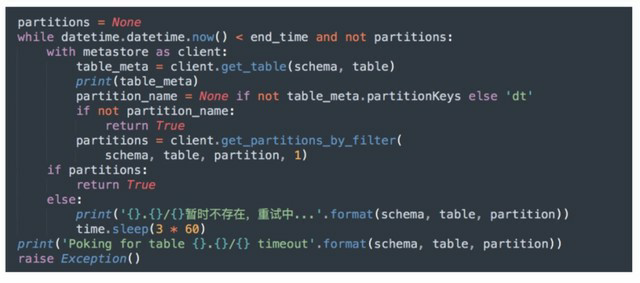 partitions = None
while datetime.datetime.now() < end_time and not partitions:
    with metastore as client:
        table_meta = client.get_table(schema, table)
        print(table_meta)
        partition_name = None if not table_meta.partitionKeys else 'dt'
        if not partition_name:
            return True
        partitions = client.get_partitions_by_filter(
            schema, table, partition, 1)
    if partitions:
        return True
    else:
        print('{}.{}/{}暂时不存在，重试中...'.format(schema, table, partition))
        time.sleep(3 * 60)
print('Poking for table {}.{}/{} timeout'.format(schema, table, partition))
raise Exception()